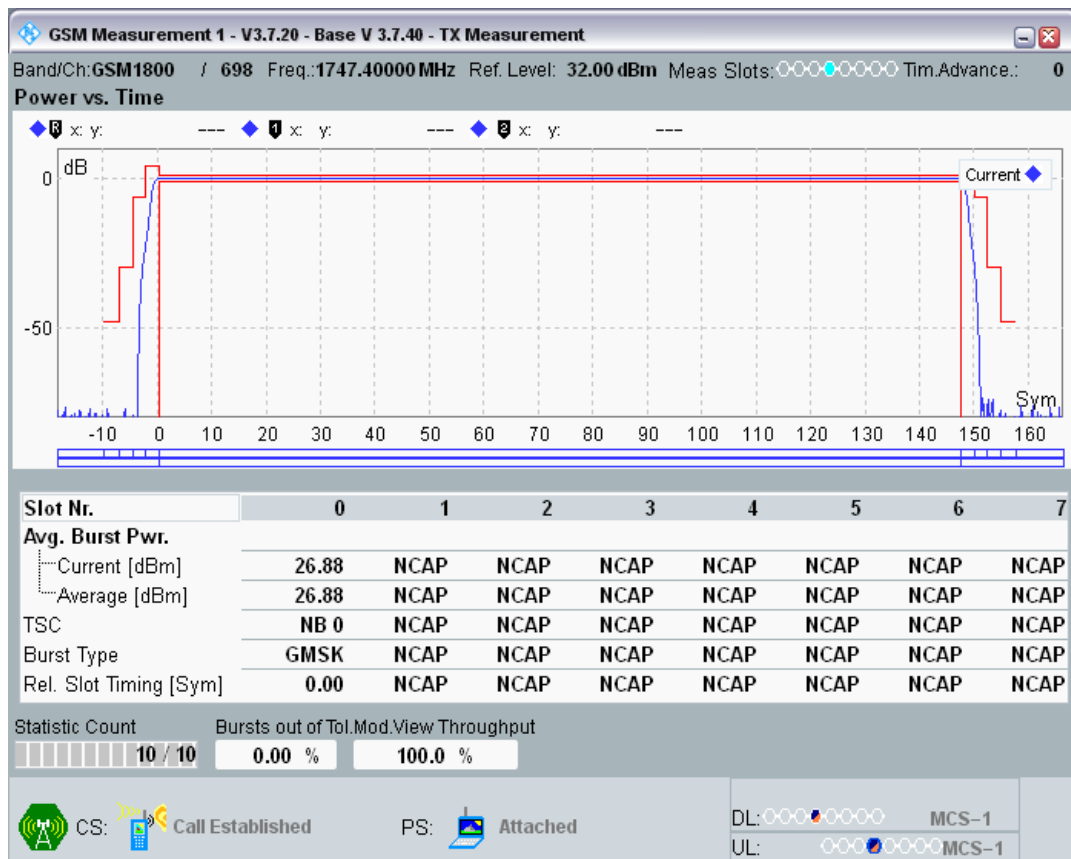 GSM Measurement 1 - V3.7.20 - Base V 3.7.40 - TX Measurement
Band/Ch:GSM1800 / 698 Freq.:1747.40000 MHz Ref. Level: 32.00 dBm Meas Slots: Tim.Advance.: 0
Power vs. Time
R x: y: --- 1 x: y: --- 2 x: y: ---
dB
Current
0
-50
Sym
-10 0 10 20 30 40 50 60 70 80 90 100 110 120 130 140 150 160
Slot Nr. 0 1 2 3 4 5 6 7
Avg. Burst Pwr.
Current [dBm] 26.88 NCAP NCAP NCAP NCAP NCAP NCAP NCAP
Average [dBm] 26.88 NCAP NCAP NCAP NCAP NCAP NCAP NCAP
TSC NB 0 NCAP NCAP NCAP NCAP NCAP NCAP NCAP
Burst Type GMSK NCAP NCAP NCAP NCAP NCAP NCAP NCAP
Rel. Slot Timing [Sym] 0.00 NCAP NCAP NCAP NCAP NCAP NCAP NCAP
Statistic Count Bursts out of Tol.Mod.View Throughput
10 / 10 0.00 % 100.0 %
CS: Call Established PS: Attached
DL: MCS-1
UL: MCS-1